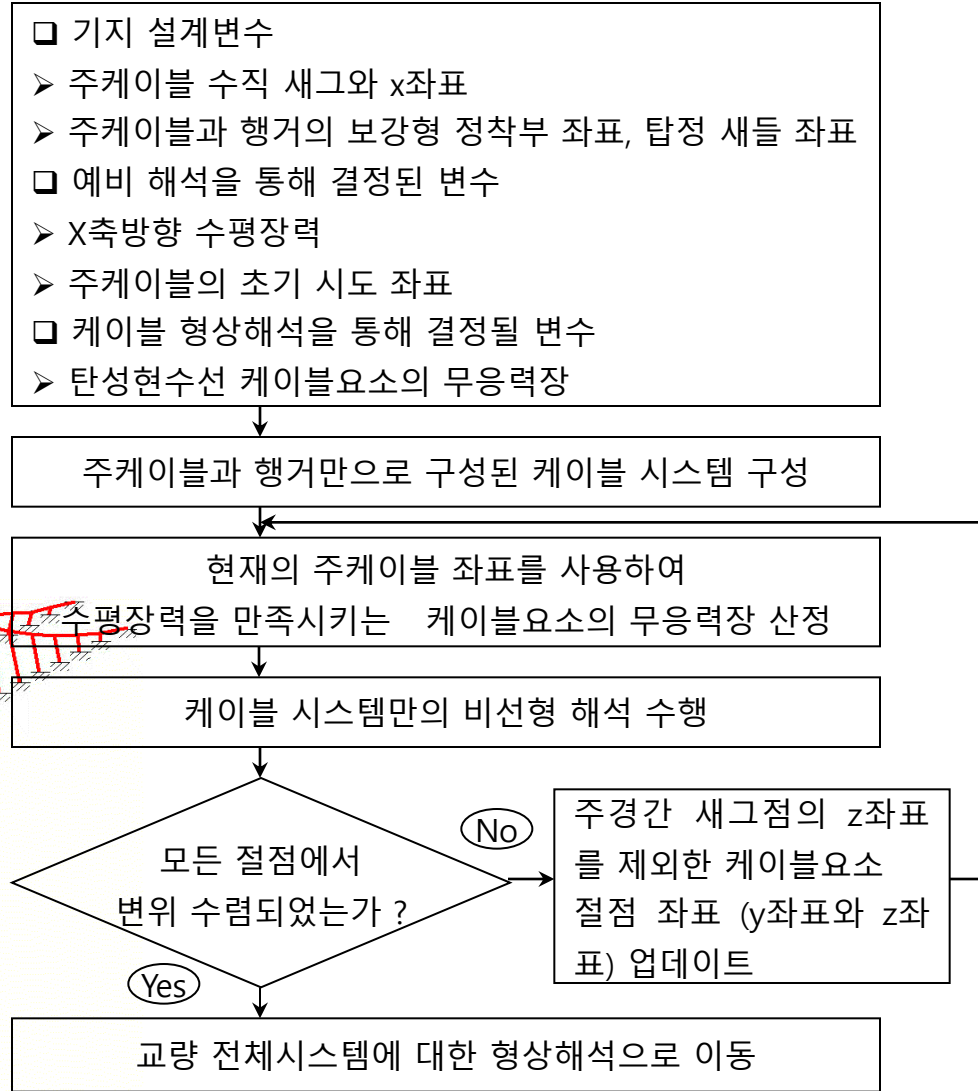 ❑ 기지 설계변수
➢ 주케이블 수직 새그와 x좌표
➢ 주케이블과 행거의 보강형 정착부 좌표, 탑정 새들 좌표
❑ 예비 해석을 통해 결정된 변수
➢ X축방향 수평장력
➢ 주케이블의 초기 시도 좌표
❑ 케이블 형상해석을 통해 결정될 변수
➢ 탄성현수선 케이블요소의 무응력장
주케이블과 행거만으로 구성된 케이블 시스템 구성
현재의 주케이블 좌표를 사용하여
수평장력을 만족시키는 케이블요소의 무응력장 산정
케이블 시스템만의 비선형 해석 수행
모든 절점에서
변위 수렴되었는가 ?
No
주경간 새그점의 z좌표
를 제외한 케이블요소
절점 좌표 (y좌표와 z좌
표) 업데이트
Yes
교량 전체시스템에 대한 형상해석으로 이동